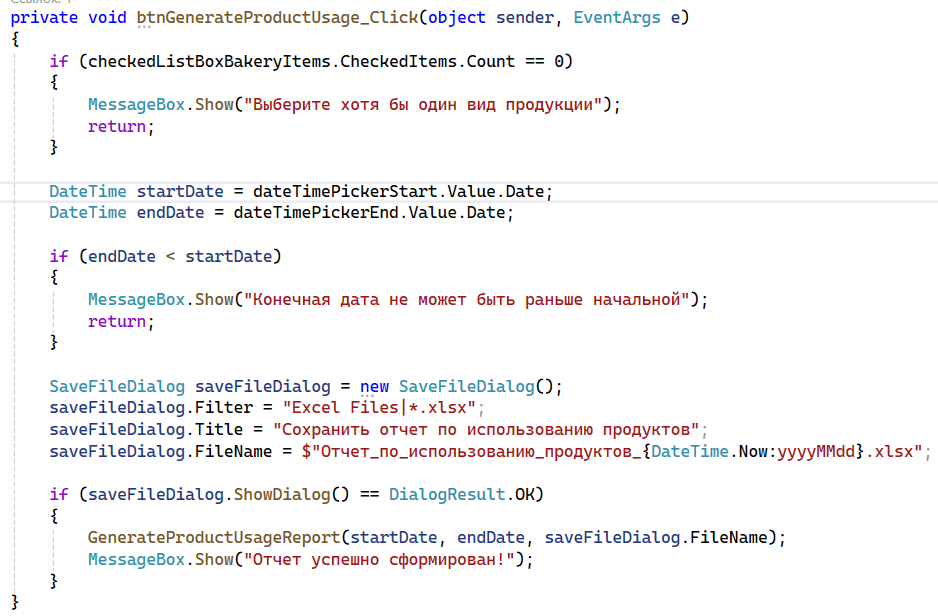 private void btnGenerateProductUsage_Click(object sender, EventArgs e)
{
    if (checkedListBoxBakeryItems.CheckedItems.Count == 0)
    {
        MessageBox.Show("Выберите хотя бы один вид продукции");
        return;
    }

    DateTime startDate = dateTimePickerStart.Value.Date;
    DateTime endDate = dateTimePickerEnd.Value.Date;

    if (endDate < startDate)
    {
        MessageBox.Show("Конечная дата не может быть раньше начальной");
        return;
    }

    SaveFileDialog saveFileDialog = new SaveFileDialog();
    saveFileDialog.Filter = "Excel Files|*.xlsx";
    saveFileDialog.Title = "Сохранить отчет по использованию продуктов";
    saveFileDialog.FileName = $"Отчет_по_использованию_продуктов_{DateTime.Now:yyyyMMdd}.xlsx";

    if (saveFileDialog.ShowDialog() == DialogResult.OK)
    {
        GenerateProductUsageReport(startDate, endDate, saveFileDialog.FileName);
        MessageBox.Show("Отчет успешно сформирован!");
    }
}